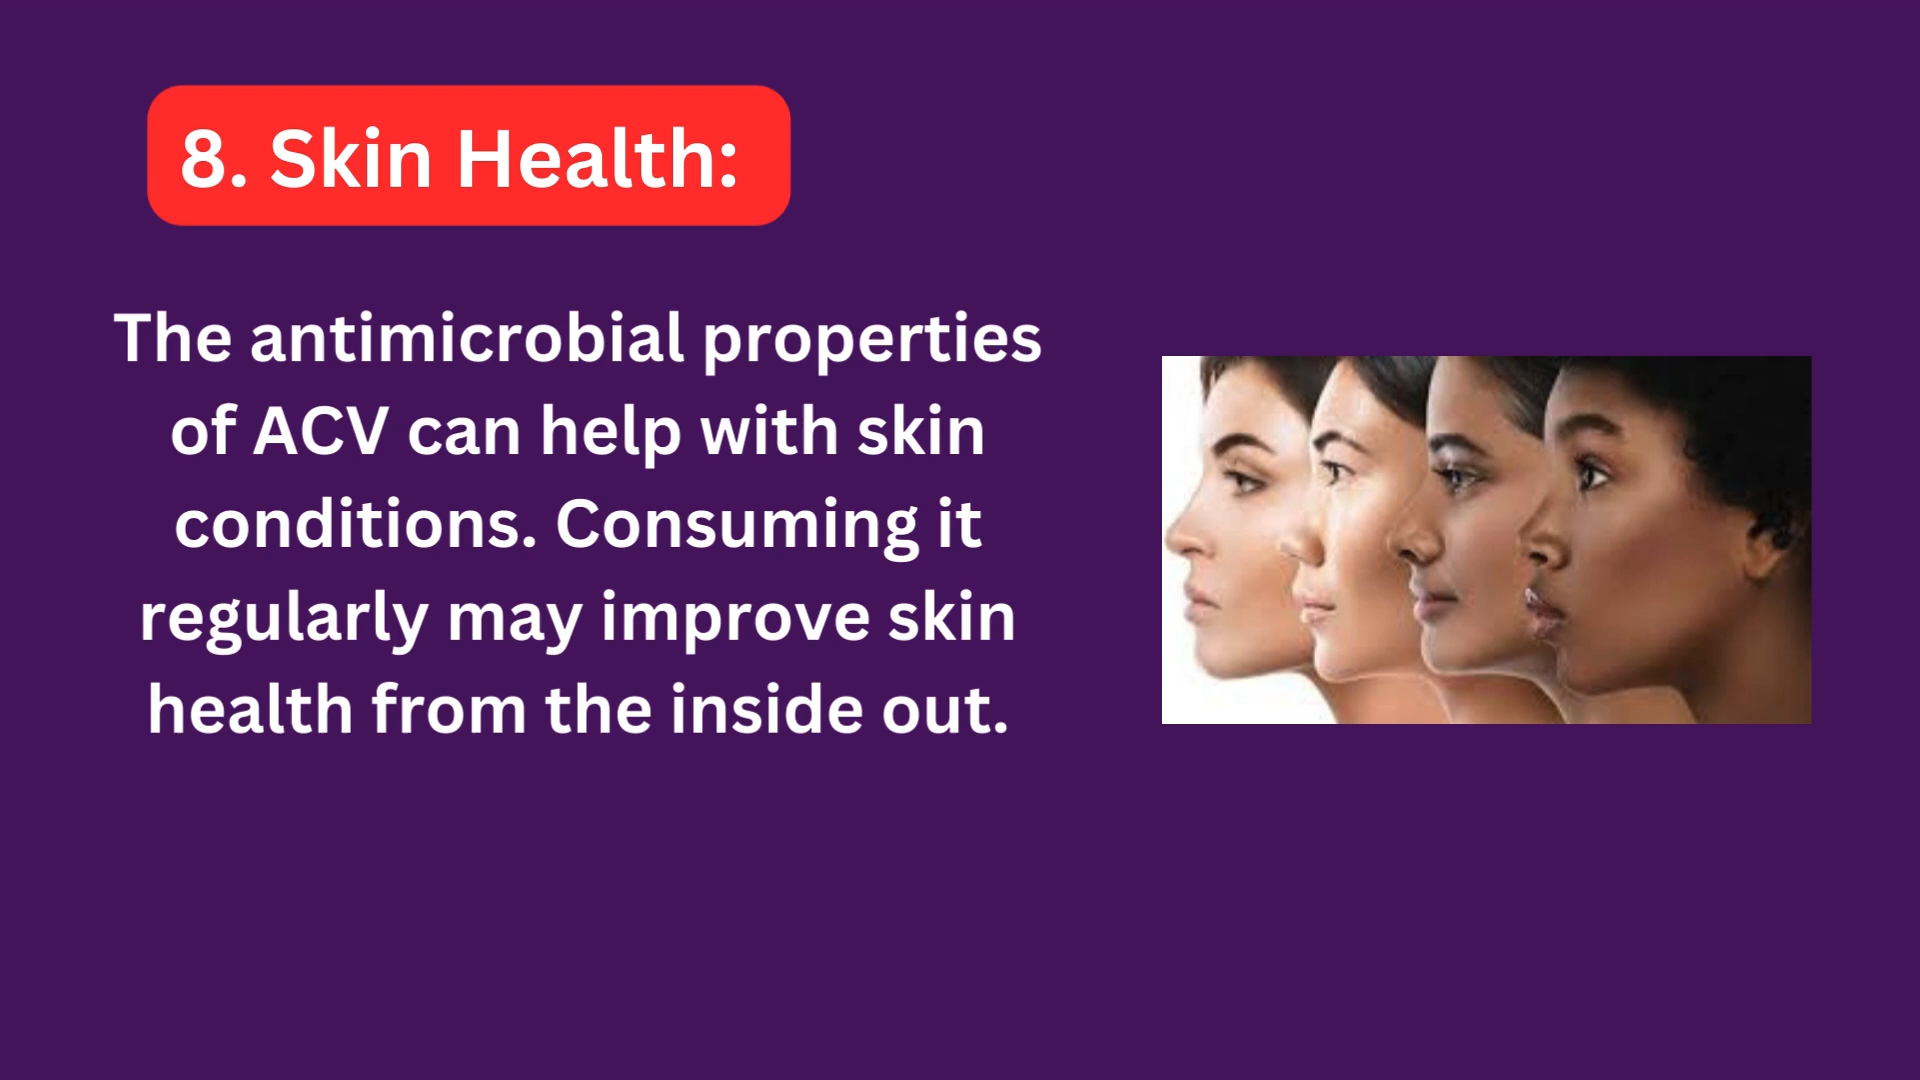 8. Skin Health:
The antimicrobial properties
of ACV can help with skin
conditions. Consuming it
regularly may improve skin
health from the inside out.